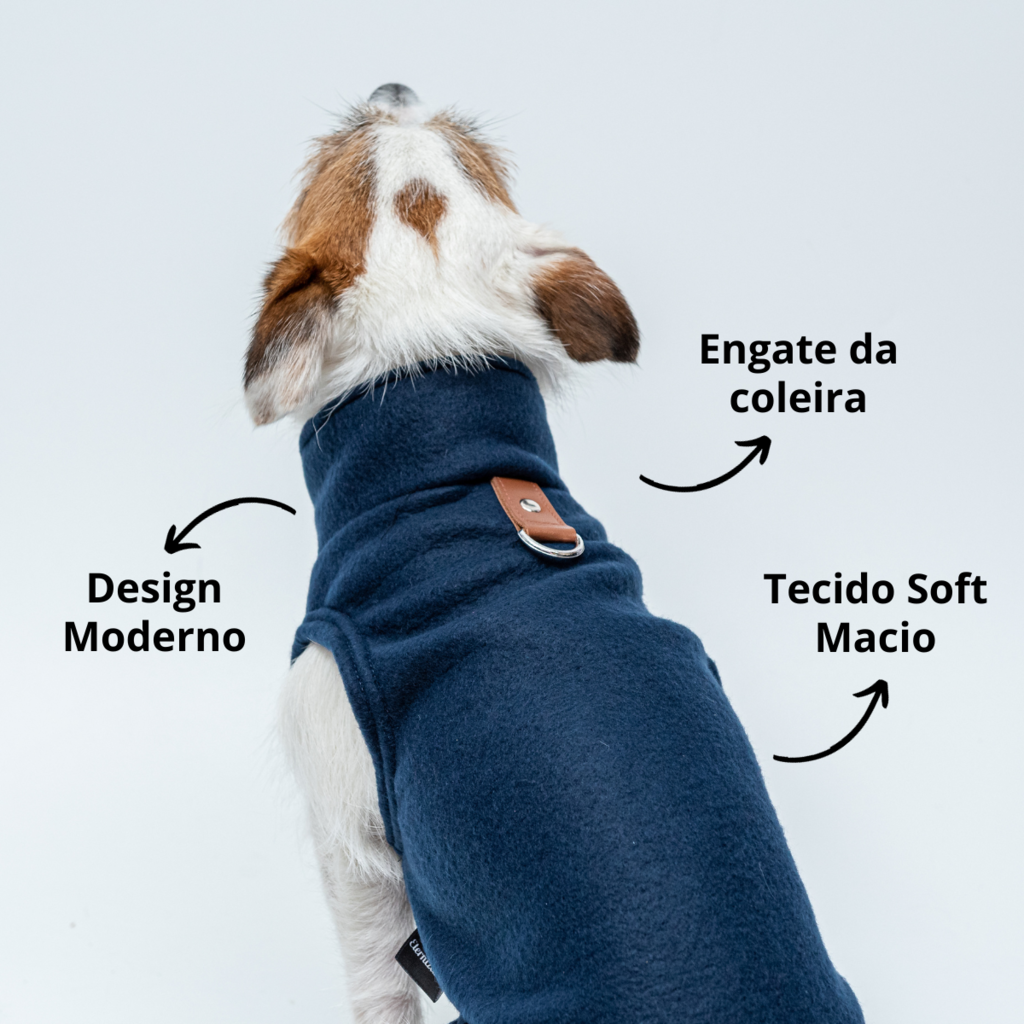 Engate da
coleira
Design
Moderno
Tecido Soft
Macio